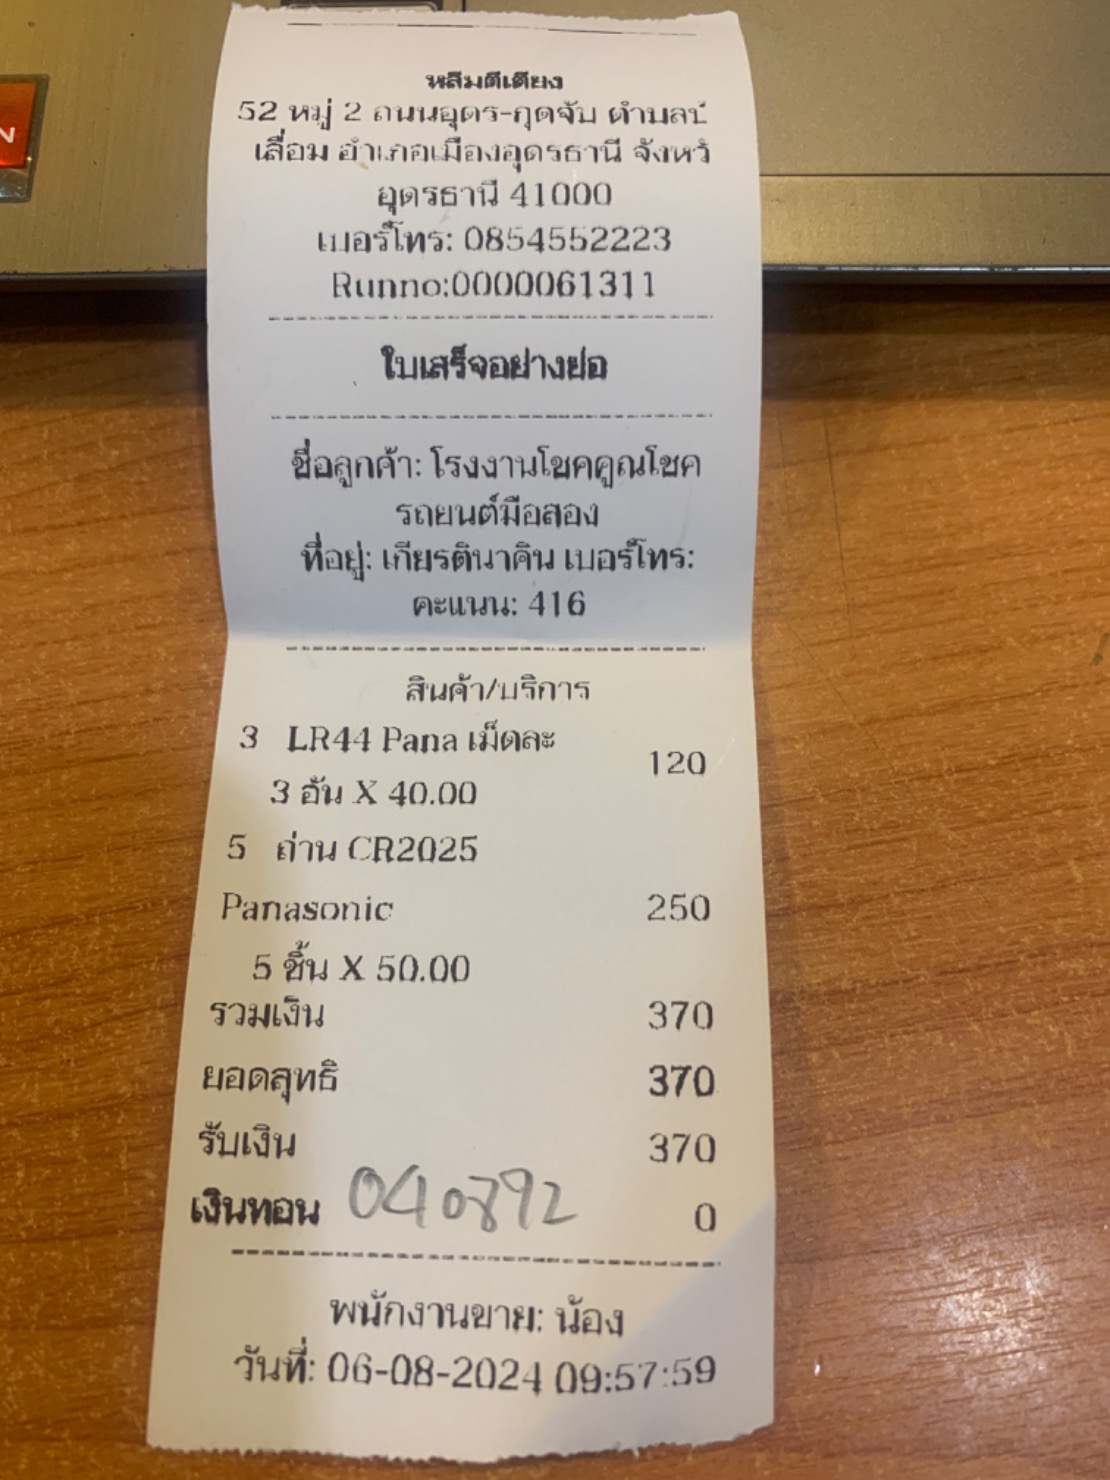 หลิมตีเตียง
52 หมู่ 2 ถนนอุดร-กุดจับ ตำบลบ้
เลื่อม อำเภอเมืองอุดรธานี จังหวั
อุดรธานี 41000
เบอร์โทร: 0854552223
Runno:0000061311
ใบเสร็จอย่างย่อ
ชื่อลูกค้า: โรงงานโชคคูณโชค
รถยนต์มือสอง
ที่อยู่: เกียรตินาคิน เบอร์โทร:
คะแนน: 416
สินค้า/บริการ
3 LR44 Pana เม็ดละ
120
3 อัน X 40.00
5 ถ่าน CR2025
Panasonic 250
5 ชิ้น X 50.00
รวมเงิน 370
ยอดสุทธิ 370
รับเงิน 370
เงินทอน 040892 0
พนักงานขาย: น้อง
วันที่: 06-08-2024 09:57:59